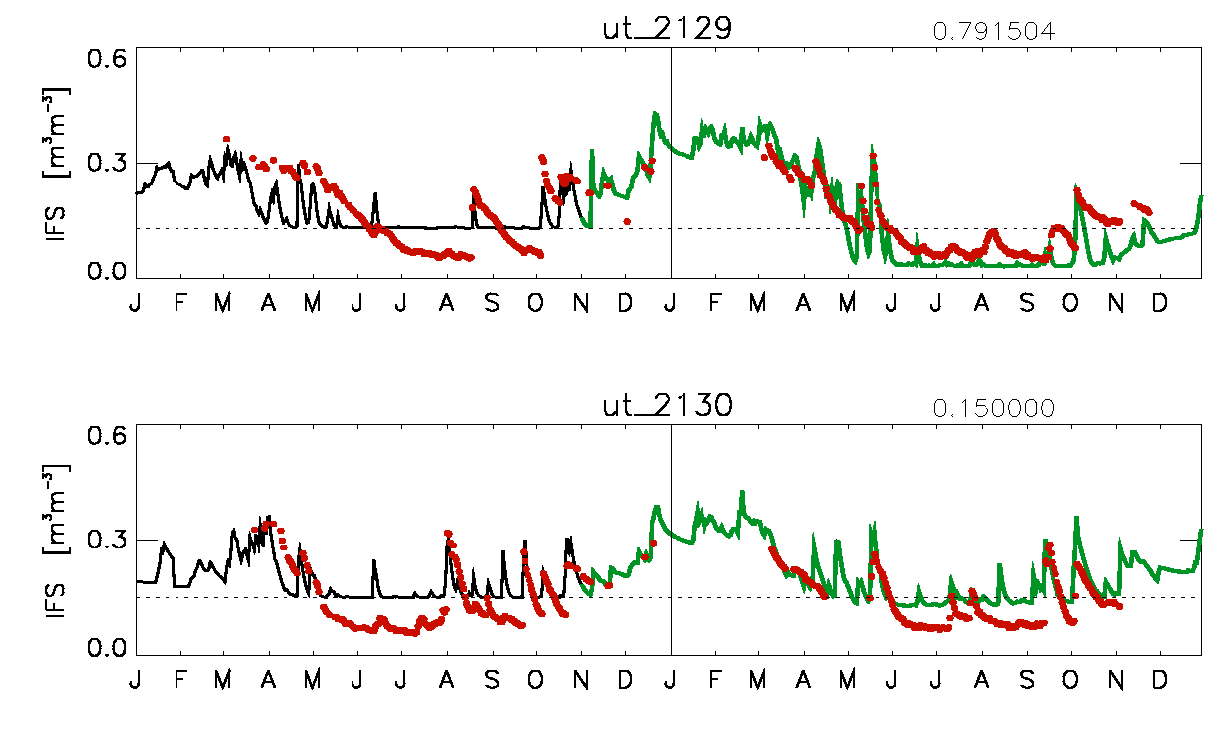 ut_2129 0.791504
0.6
0.3
0.0
IFS [m³m⁻³]
J F M A M J J A S O N D J F M A M J J A S O N D
ut_2130 0.150000
0.6
0.3
0.0
IFS [m³m⁻³]
J F M A M J J A S O N D J F M A M J J A S O N D